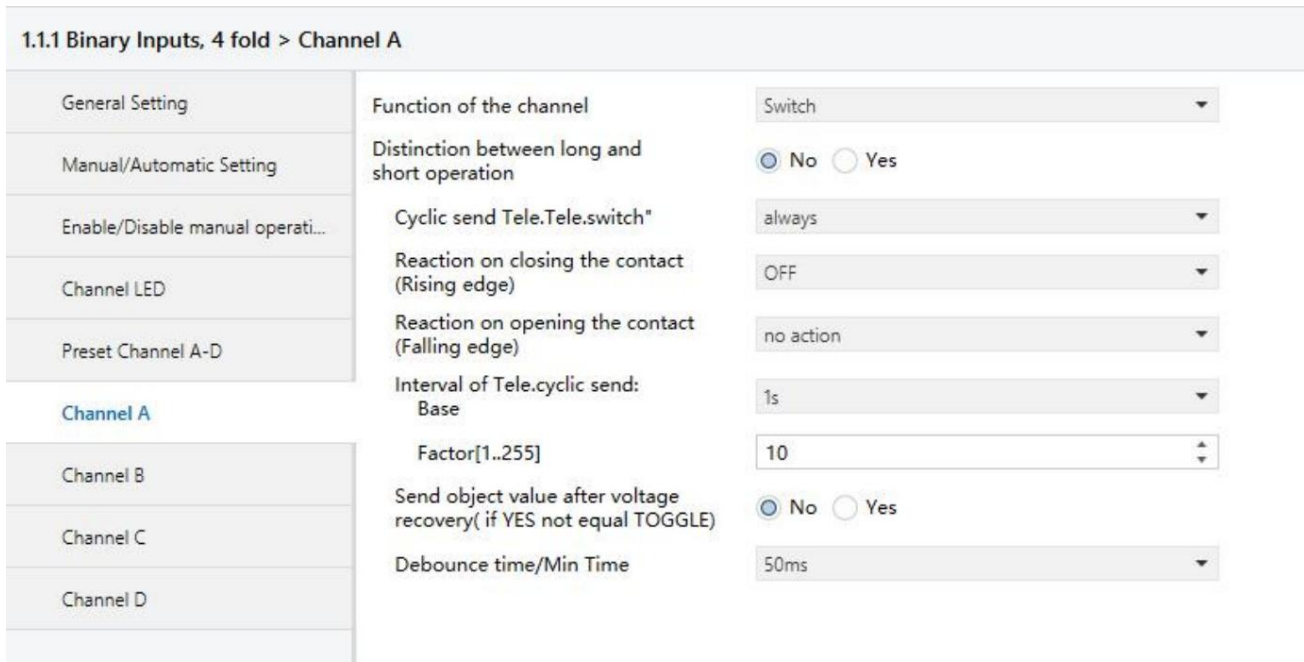 1.1.1 Binary Inputs, 4 fold > Channel A
General Setting
Manual/Automatic Setting
Enable/Disable manual operati...
Channel LED
Preset Channel A-D
Channel A
Channel B
Channel C
Channel D
Function of the channel
Switch
Distinction between long and
short operation
No
Yes
Cyclic send Tele.Tele.switch"
always
Reaction on closing the contact
(Rising edge)
OFF
Reaction on opening the contact
(Falling edge)
no action
Interval of Tele.cyclic send:
Base
1s
Factor[1..255]
10
Send object value after voltage
recovery( if YES not equal TOGGLE)
No
Yes
Debounce time/Min Time
50ms